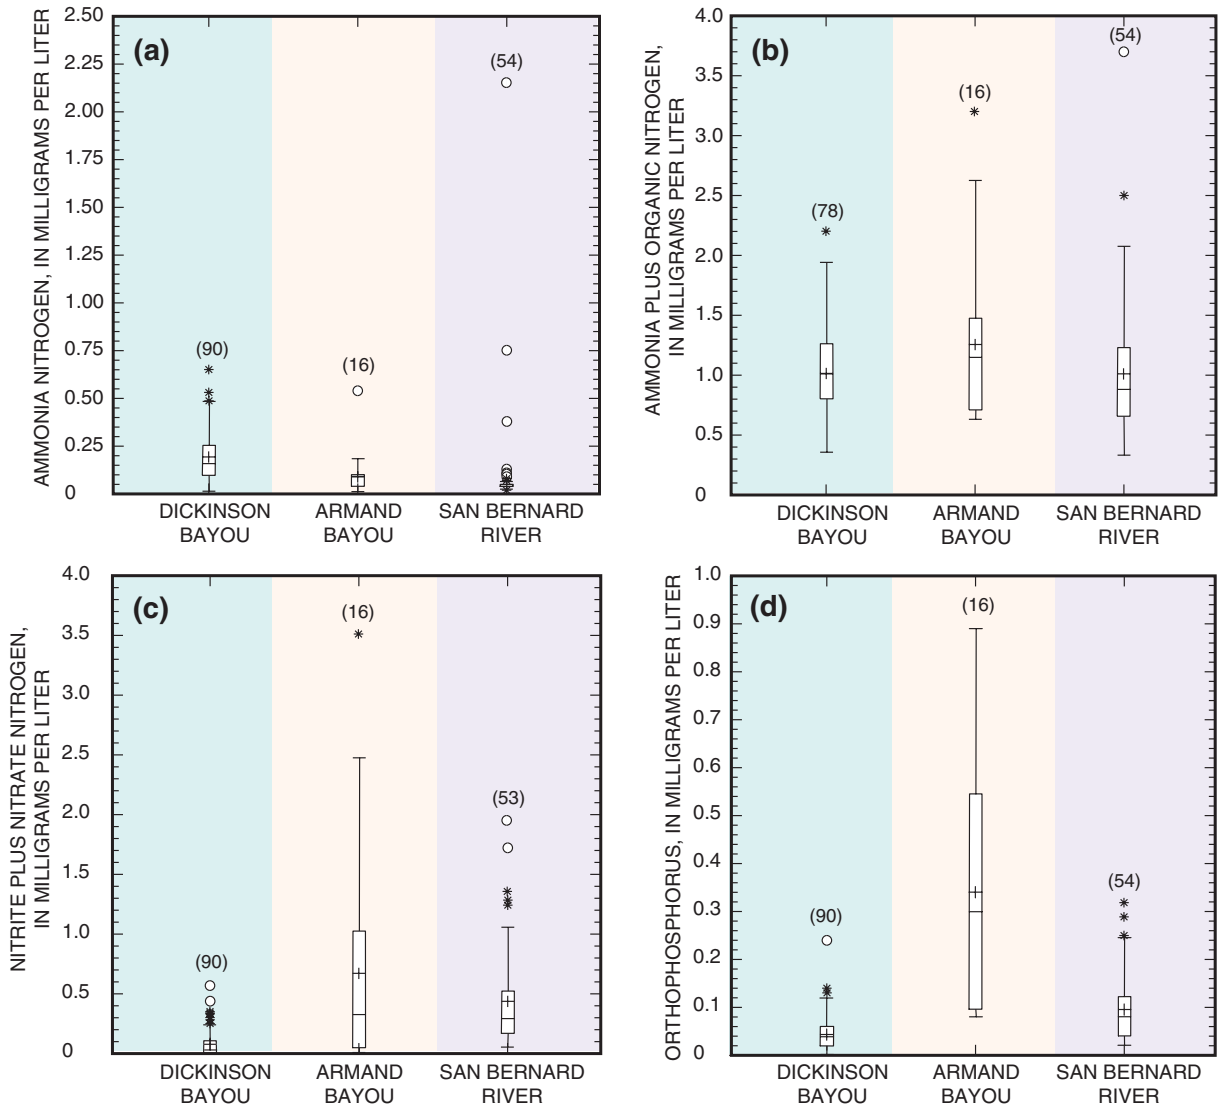 (a)
AMMONIA NITROGEN, IN MILLIGRAMS PER LITER
2.50
2.25
2.00
1.75
1.50
1.25
1.00
0.75
0.50
0.25
0
(90)
(16)
(54)
DICKINSON BAYOU
ARMAND BAYOU
SAN BERNARD RIVER
(b)
AMMONIA PLUS ORGANIC NITROGEN,
IN MILLIGRAMS PER LITER
4.0
3.5
3.0
2.5
2.0
1.5
1.0
0.5
0
(78)
(16)
(54)
DICKINSON BAYOU
ARMAND BAYOU
SAN BERNARD RIVER
(c)
NITRITE PLUS NITRATE NITROGEN,
IN MILLIGRAMS PER LITER
4.0
3.5
3.0
2.5
2.0
1.5
1.0
0.5
0
(90)
(16)
(53)
DICKINSON BAYOU
ARMAND BAYOU
SAN BERNARD RIVER
(d)
ORTHOPHOSPHORUS, IN MILLIGRAMS PER LITER
1.0
0.9
0.8
0.7
0.6
0.5
0.4
0.3
0.2
0.1
0
(90)
(16)
(54)
DICKINSON BAYOU
ARMAND BAYOU
SAN BERNARD RIVER